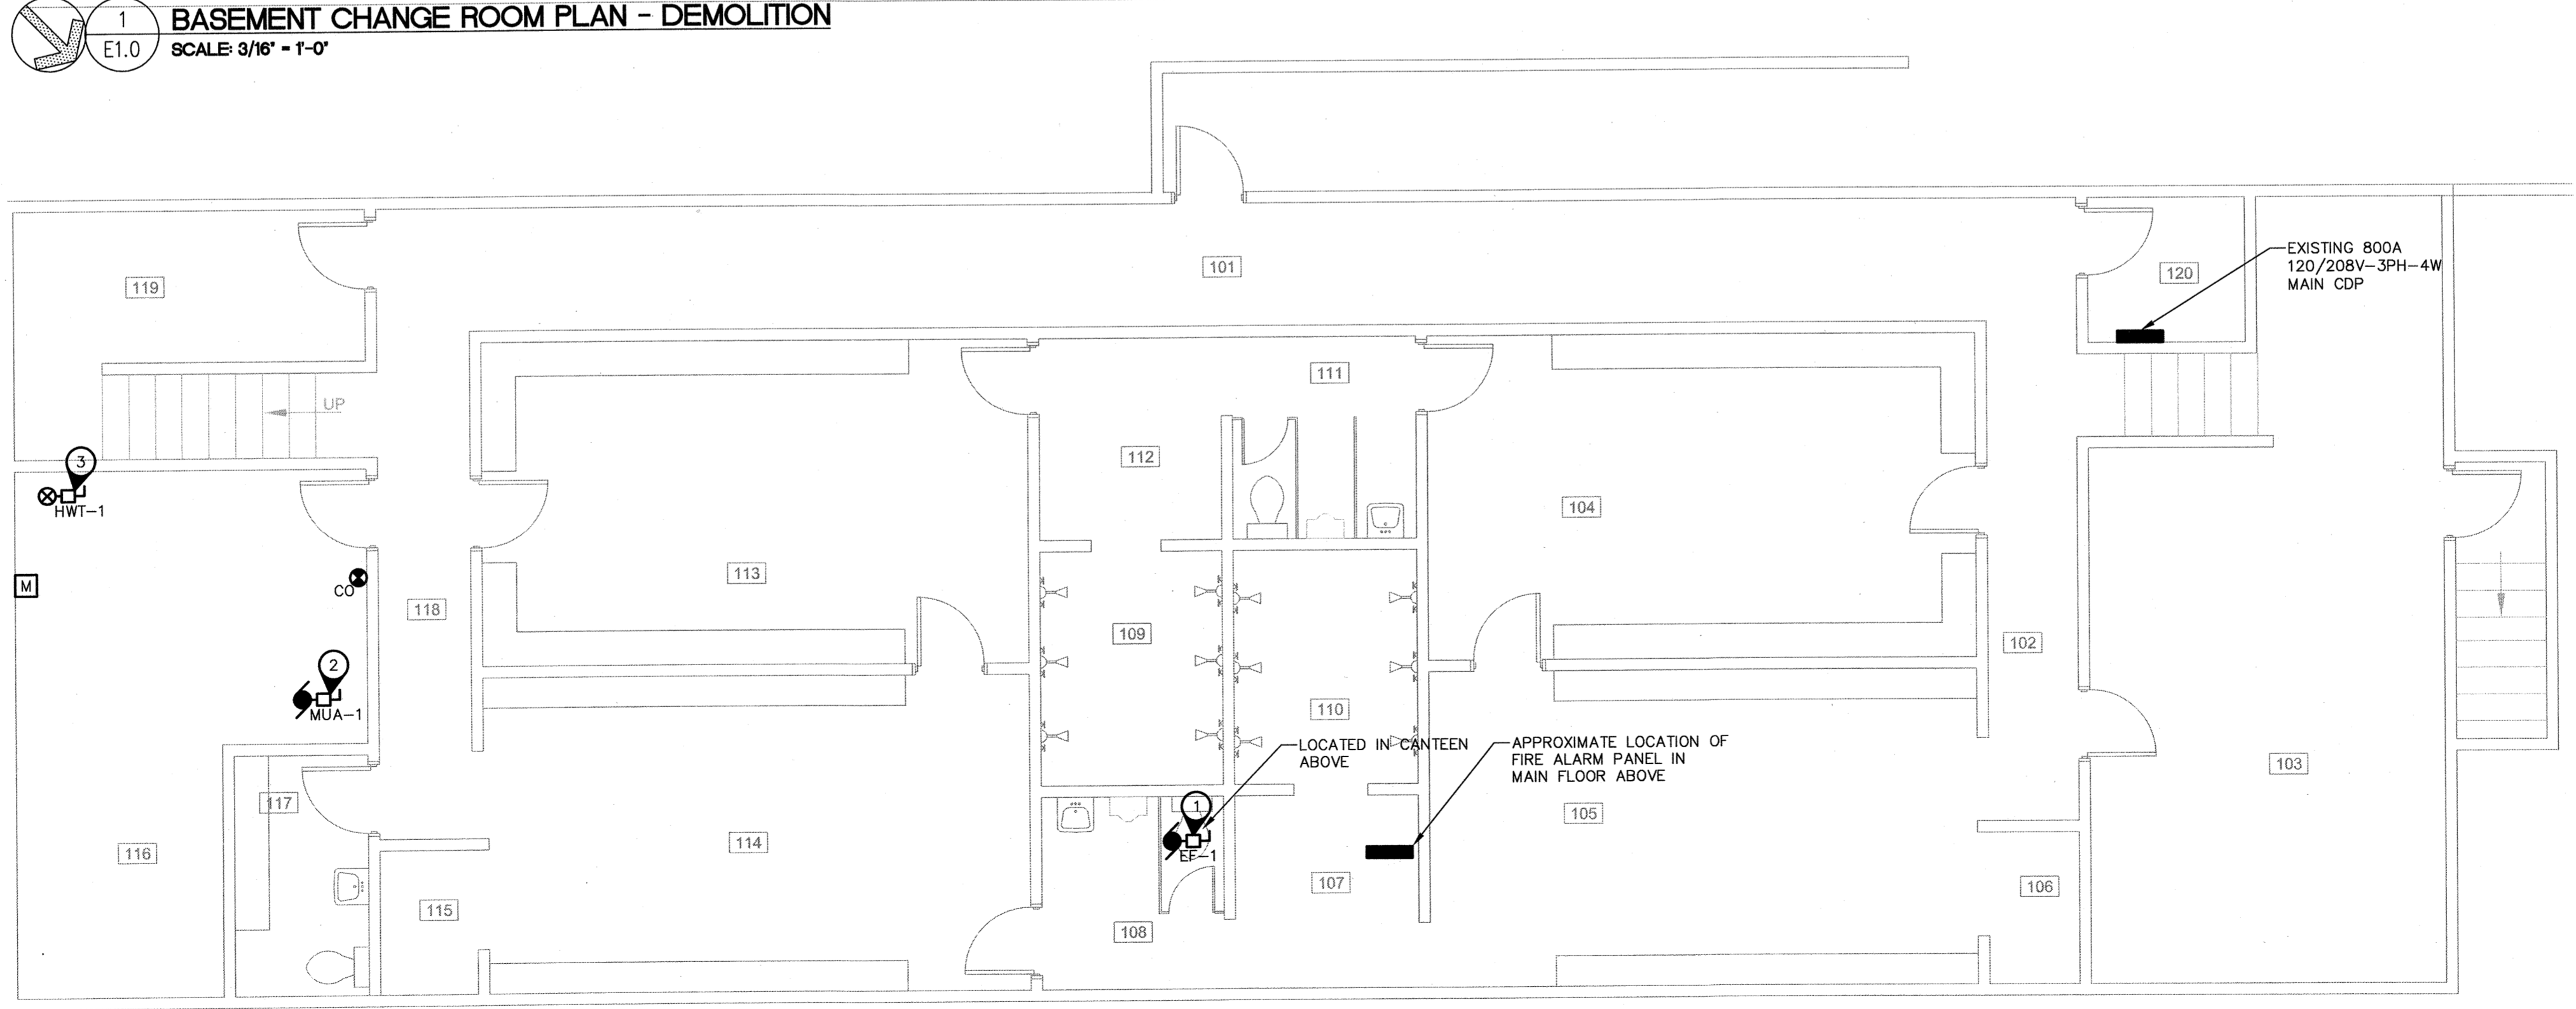 1
E1.0
BASEMENT CHANGE ROOM PLAN - DEMOLITION
SCALE: 3/16" = 1'-0"
101
119
120
EXISTING 800A
120/208V-3PH-4W
MAIN CDP
UP
111
112
3
HWT-1
104
113
M
CO
118
109
102
2
MUA-1
110
LOCATED IN CANTEEN
ABOVE
APPROXIMATE LOCATION OF
FIRE ALARM PANEL IN
MAIN FLOOR ABOVE
103
117
1
EF-1
105
116
114
107
106
115
108